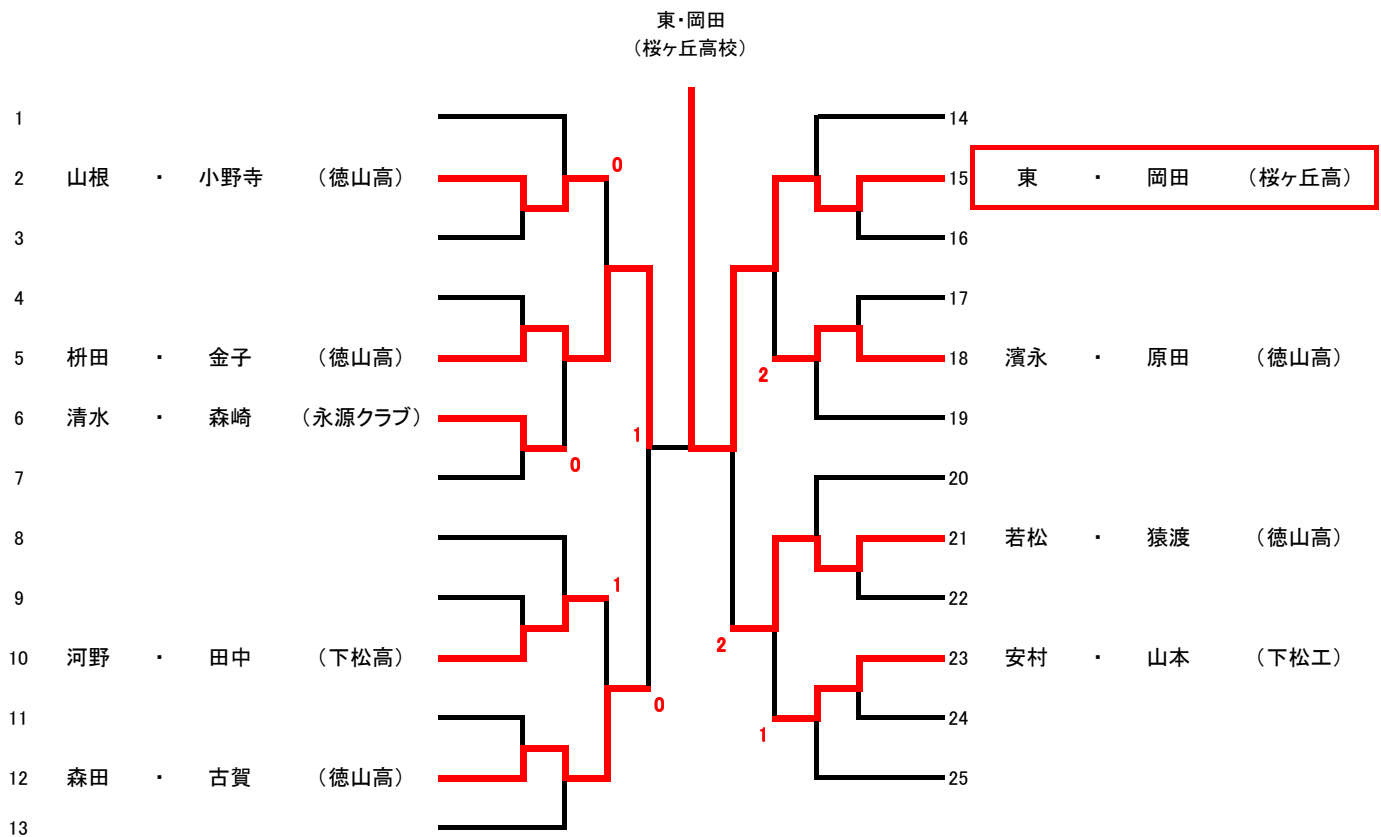 東・岡田
（桜ヶ丘高校）
1
14
0
2 山根 ・ 小野寺 （徳山高）
15 東 ・ 岡田 （桜ヶ丘高）
3
16
4
17
5 枡田 ・ 金子 （徳山高）
18 濱永 ・ 原田 （徳山高）
2
6 清水 ・ 森崎 （永源クラブ）
19
1
0
7
20
8
21 若松 ・ 猿渡 （徳山高）
1
9
22
2
10 河野 ・ 田中 （下松高）
23 安村 ・ 山本 （下松工）
0
11
24
1
12 森田 ・ 古賀 （徳山高）
25
13